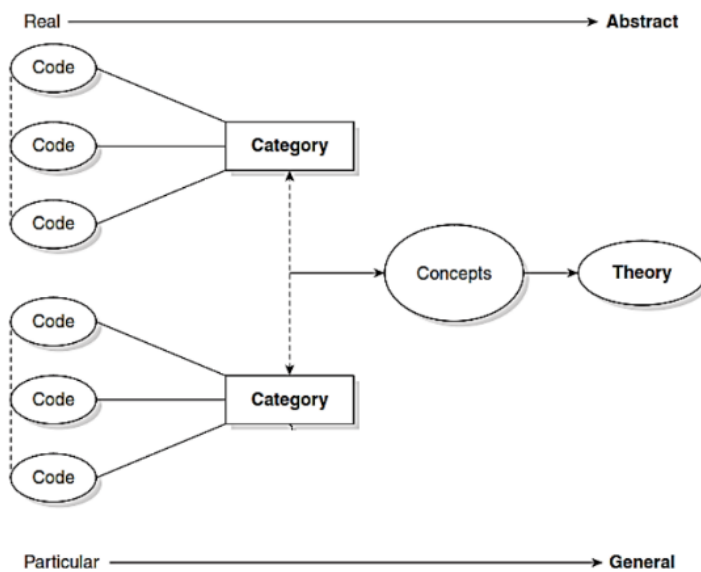 Real
Abstract
Code
Code
Category
Code
Concepts
Theory
Code
Code
Category
Code
Particular
General